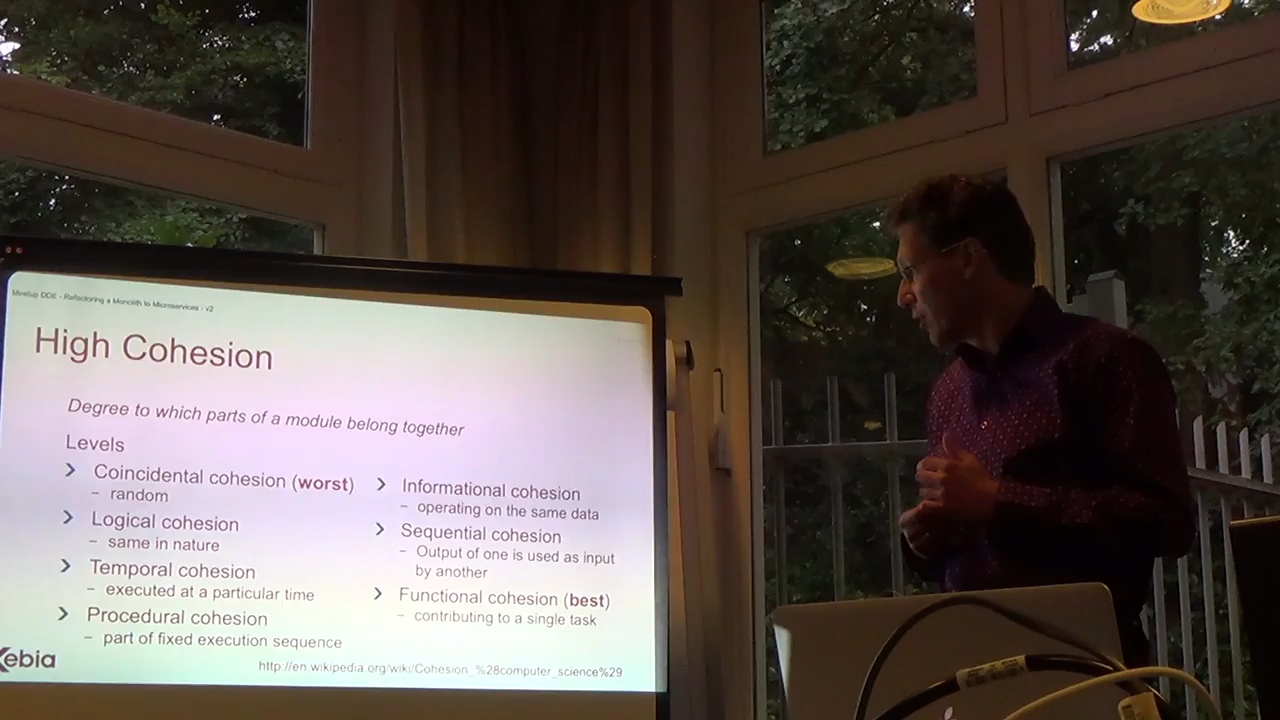 Meetup DDE - Refactoring a Monolith to Microservices - v2
High Cohesion
Degree to which parts of a module belong together
Levels
> Coincidental cohesion (worst)
– random
> Logical cohesion
– same in nature
> Temporal cohesion
– executed at a particular time
> Procedural cohesion
– part of fixed execution sequence
> Informational cohesion
– operating on the same data
> Sequential cohesion
– Output of one is used as input
by another
> Functional cohesion (best)
– contributing to a single task
Xebia
http://en.wikipedia.org/wiki/Cohesion_%28computer_science%29